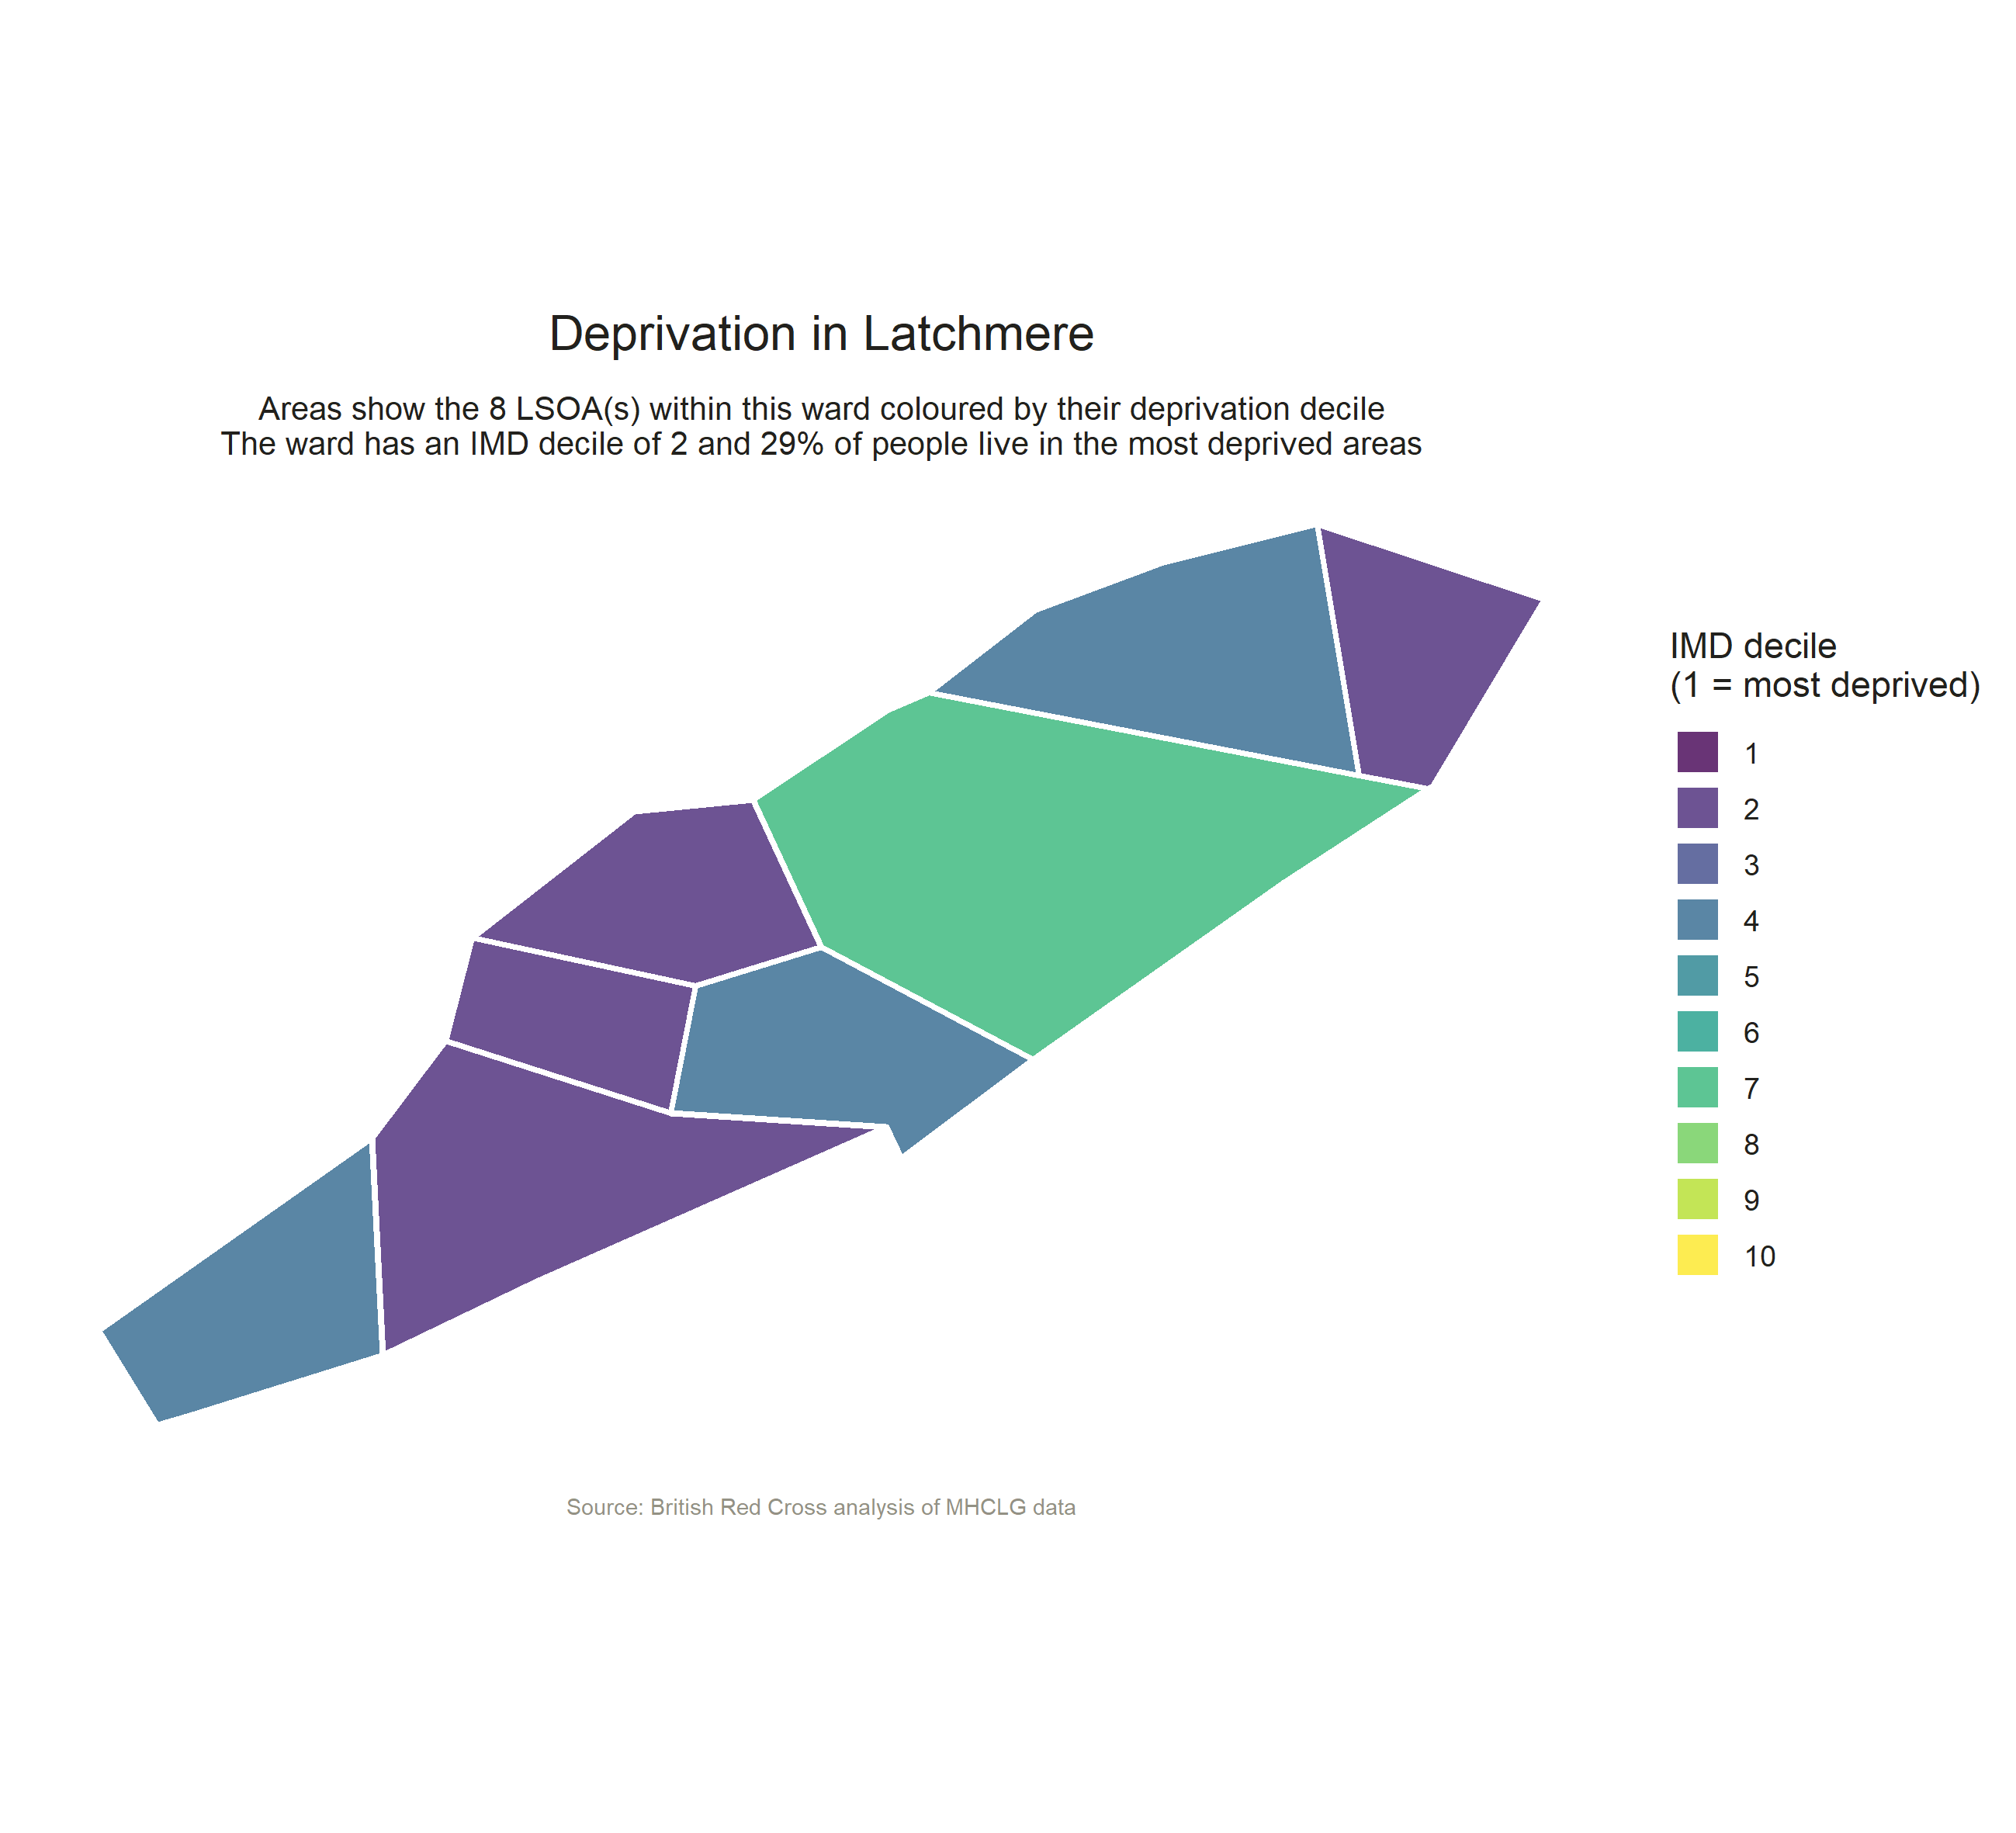 Deprivation in Latchmere
Areas show the 8 LSOA(s) within this ward coloured by their deprivation decile
The ward has an IMD decile of 2 and 29% of people live in the most deprived areas
IMD decile
(1 = most deprived)
1
2
3
4
5
6
7
8
9
10
Source: British Red Cross analysis of MHCLG data